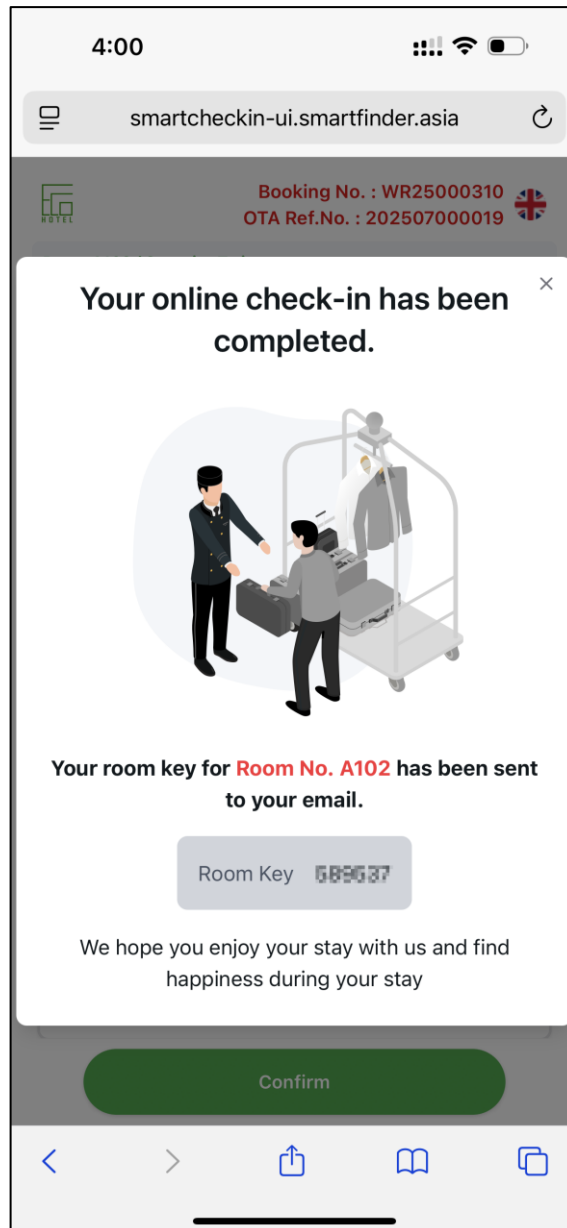 4:00
smartcheckin-ui.smartfinder.asia
HOTEL
Booking No. : WR25000310
OTA Ref.No. : 202507000019
Your online check-in has been
completed.
Your room key for Room No. A102 has been sent
to your email.
Room Key
We hope you enjoy your stay with us and find
happiness during your stay
Confirm